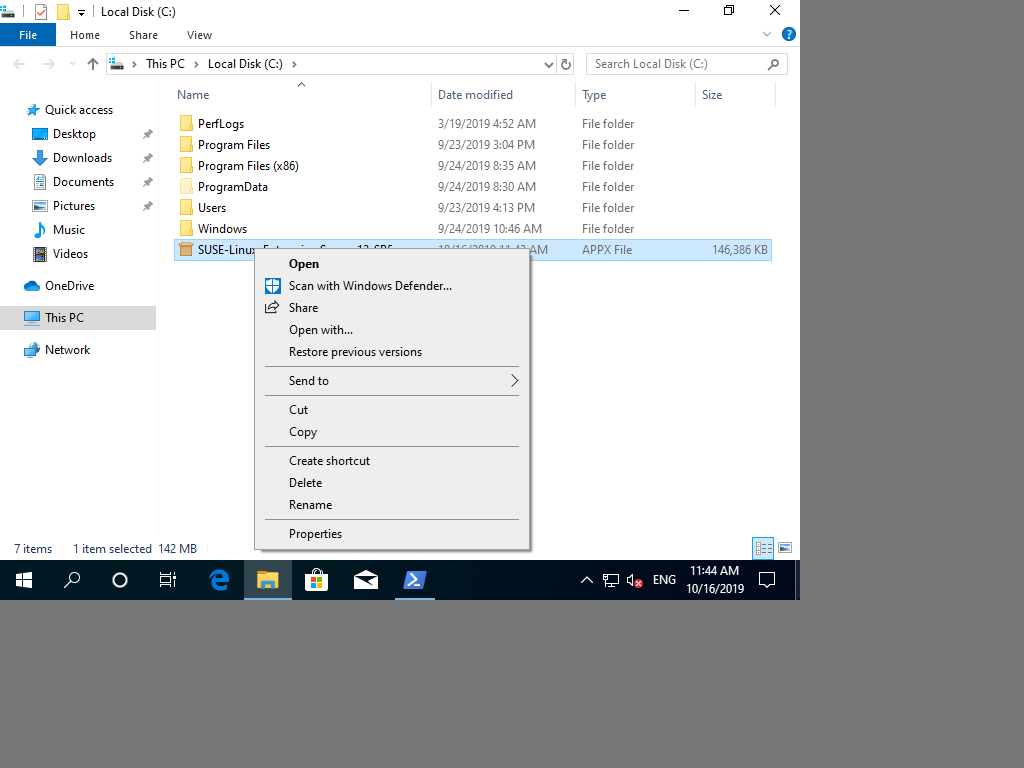 Local Disk (C:)
File Home Share View
This PC Local Disk (C:)
Search Local Disk (C:)
Name Date modified Type Size
Quick access
Desktop
Downloads
Documents
Pictures
Music
Videos
OneDrive
This PC
Network
PerfLogs 3/19/2019 4:52 AM File folder
Program Files 9/23/2019 3:04 PM File folder
Program Files (x86) 9/24/2019 8:35 AM File folder
ProgramData 9/24/2019 8:30 AM File folder
Users 9/23/2019 4:13 PM File folder
Windows 9/24/2019 10:46 AM File folder
SUSE-Linux AM APPX File 146,386 KB
Open
Scan with Windows Defender...
Share
Open with...
Restore previous versions
Send to
Cut
Copy
Create shortcut
Delete
Rename
Properties
7 items 1 item selected 142 MB
ENG
11:44 AM
10/16/2019